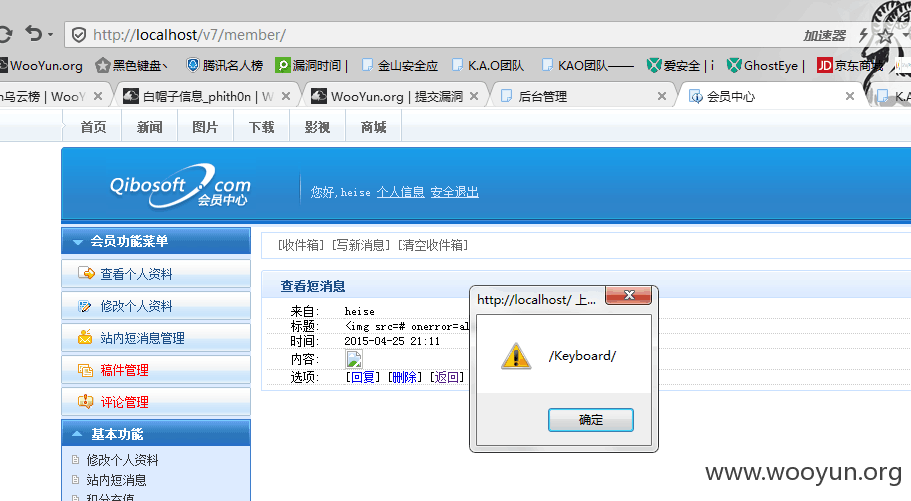 http://localhost/v7/member/
加速器
WooYun.org 黑色键盘丶 腾讯名人榜 漏洞时间 | 金山安全应 K.A.O团队 KAO团队—— 爱安全 | i GhostEye | JD 京东商
乌云榜 | WooY 白帽子信息_phith0n | W WooYun.org | 提交漏洞 后台管理 会员中心 K.A
首页 新闻 图片 下载 影视 商城
Qibosoft.com
会员中心
您好,heise 个人信息 安全退出
会员功能菜单
[收件箱] [写新消息] [清空收件箱]
查看个人资料
修改个人资料
站内短消息管理
稿件管理
评论管理
基本功能
修改个人资料
站内短消息
积分充值
查看短消息
来自: heise
标题: <img src=# onerror=al
时间: 2015-04-25 21:11
内容:
选项: [回复] [删除] [返回]
http://localhost/ 上...
/Keyboard/
确定
www.wooyun.org